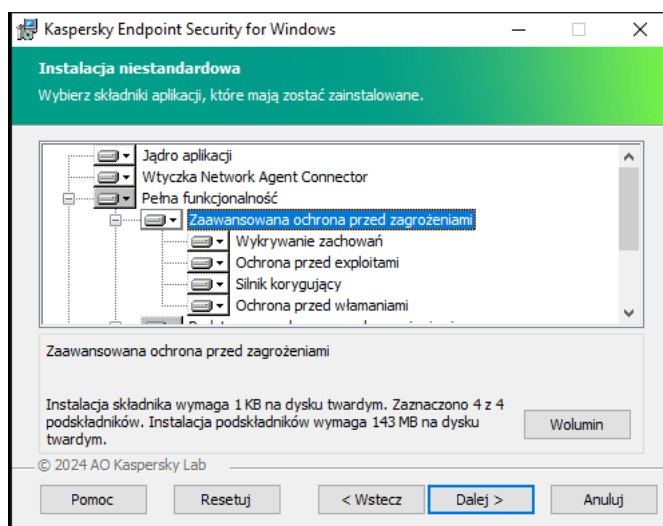 Kaspersky Endpoint Security for Windows
Instalacja niestandardowa
Wybierz składniki aplikacji, które mają zostać zainstalowane.
Jądro aplikacji
Wtyczka Network Agent Connector
Pełna funkcjonalność
Zaawansowana ochrona przed zagrożeniami
Wykrywanie zachowań
Ochrona przed exploitami
Silnik korygujący
Ochrona przed włamaniami
Zaawansowana ochrona przed zagrożeniami
Instalacja składnika wymaga 1 KB na dysku twardym. Zaznaczono 4 z 4
podskładników. Instalacja podskładników wymaga 143 MB na dysku
twardym.
Wolumin
© 2024 AO Kaspersky Lab
Pomoc Resetuj < Wstecz Dalej > Anuluj